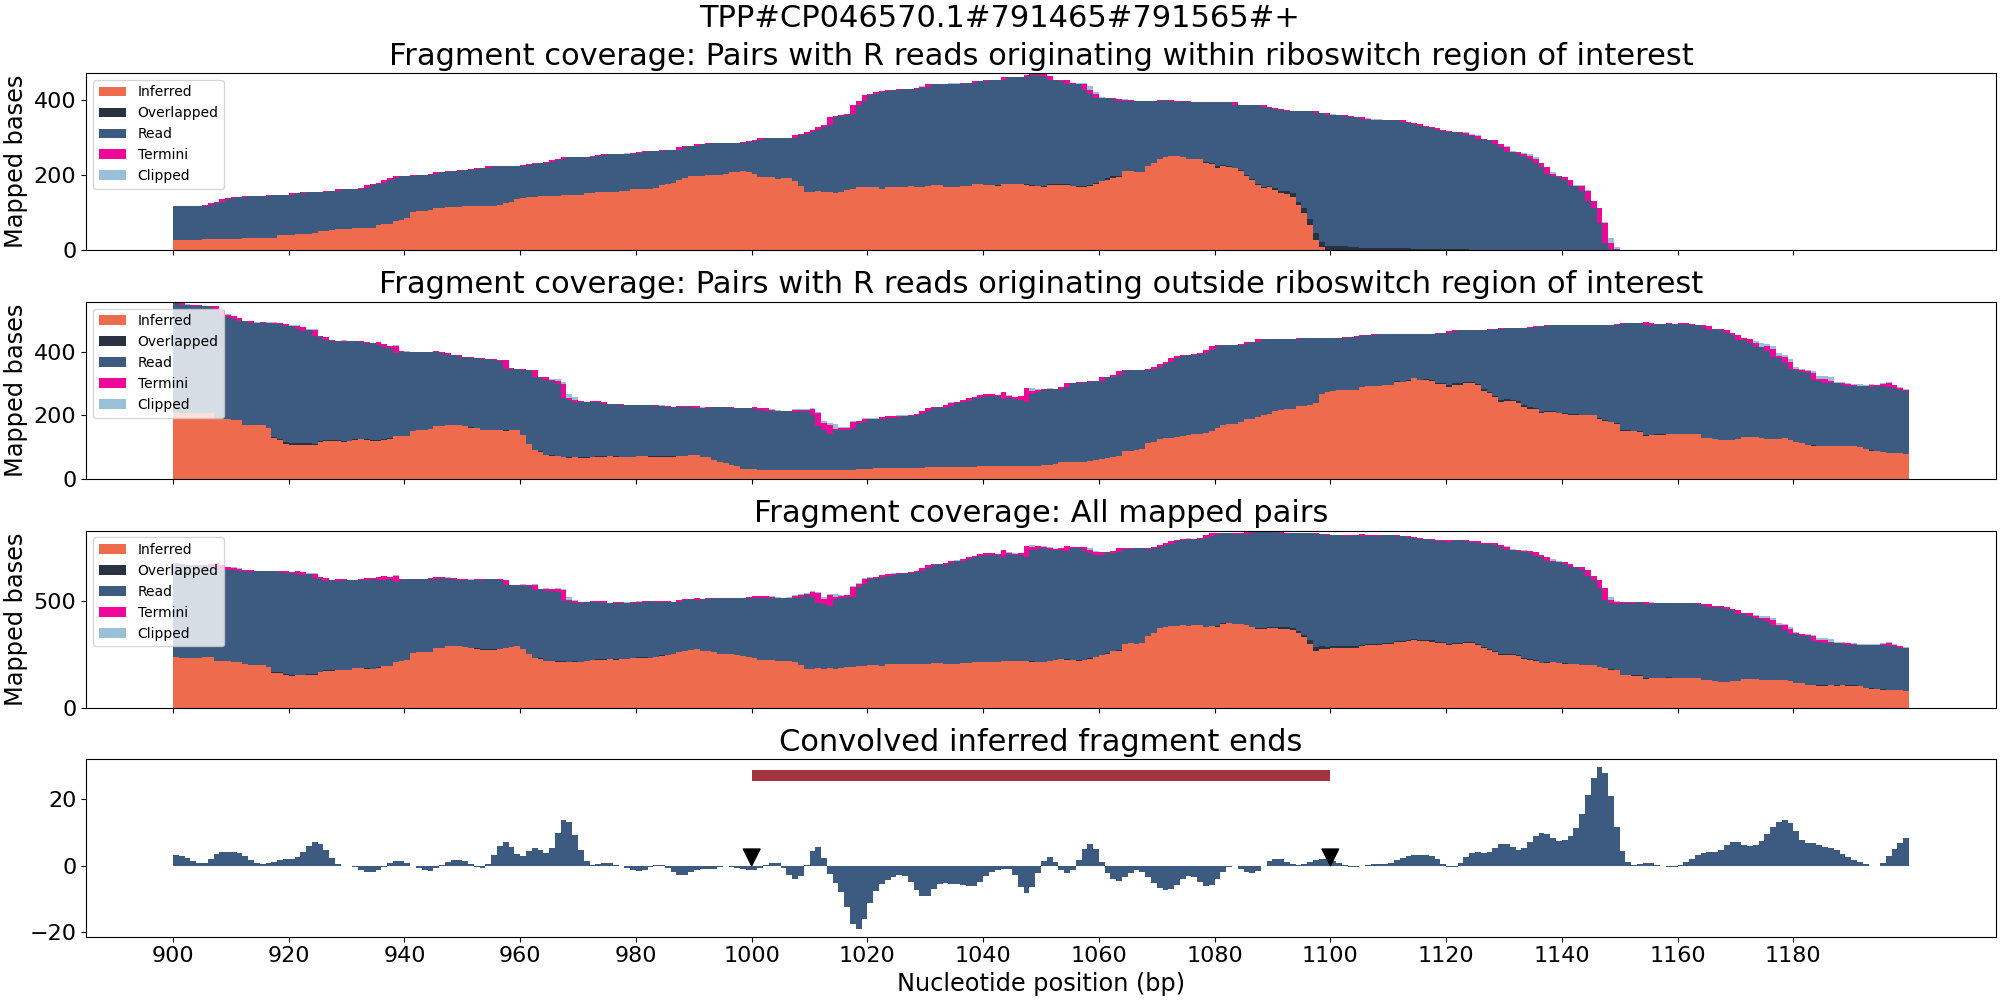 TPP#CP046570.1#791465#791565#+
Fragment coverage: Pairs with R reads originating within riboswitch region of interest
Mapped bases
400
200
0
Inferred
Overlapped
Read
Termini
Clipped
Fragment coverage: Pairs with R reads originating outside riboswitch region of interest
Mapped bases
400
200
0
Inferred
Overlapped
Read
Termini
Clipped
Fragment coverage: All mapped pairs
Mapped bases
500
0
Inferred
Overlapped
Read
Termini
Clipped
Convolved inferred fragment ends
20
0
−20
900 920 940 960 980 1000 1020 1040 1060 1080 1100 1120 1140 1160 1180
Nucleotide position (bp)